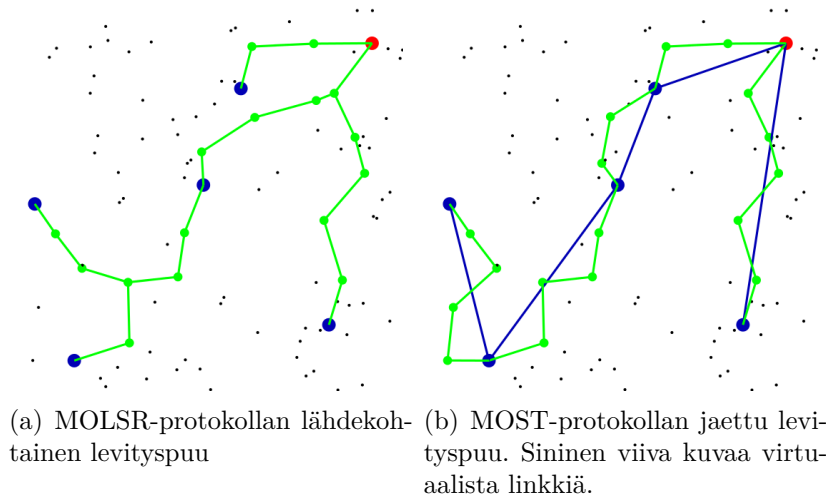 (a) MOLSR-protokollan lähdekoh-
tainen levityspuu
(b) MOST-protokollan jaettu levi-
tyspuu. Sininen viiva kuvaa virtu-
aalista linkkiä.